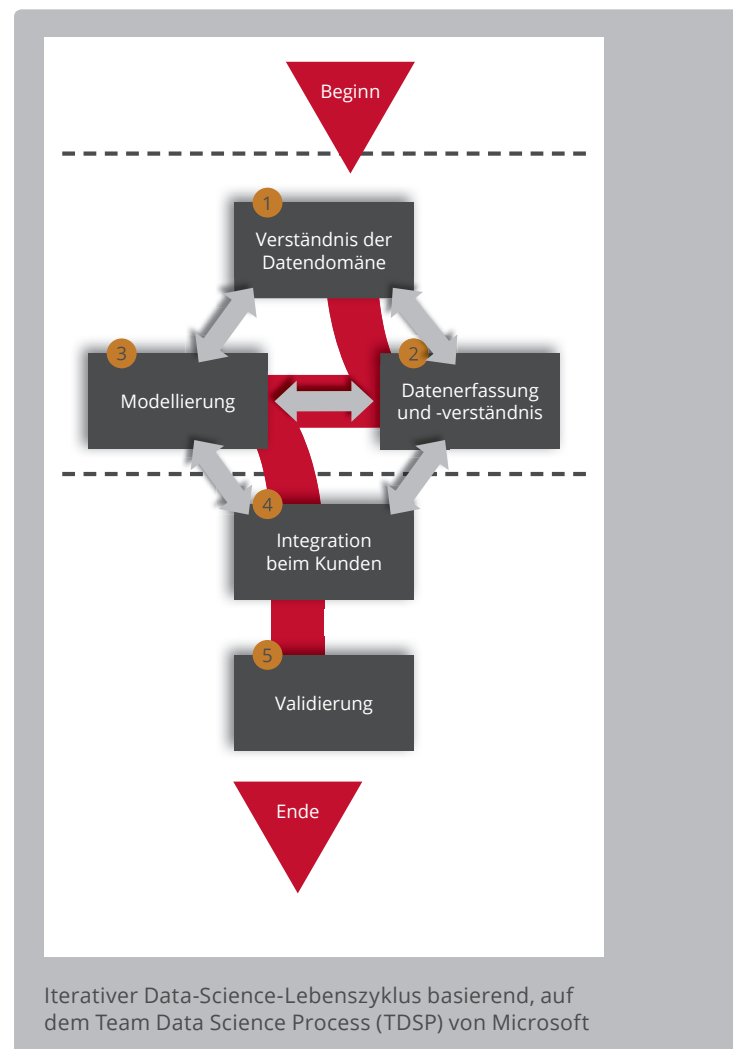 Beginn
1
Verständnis der
Datendomäne
3
Modellierung
2
Datenerfassung
und -verständnis
4
Integration
beim Kunden
5
Validierung
Ende
Iterativer Data-Science-Lebenszyklus basierend, auf
dem Team Data Science Process (TDSP) von Microsoft